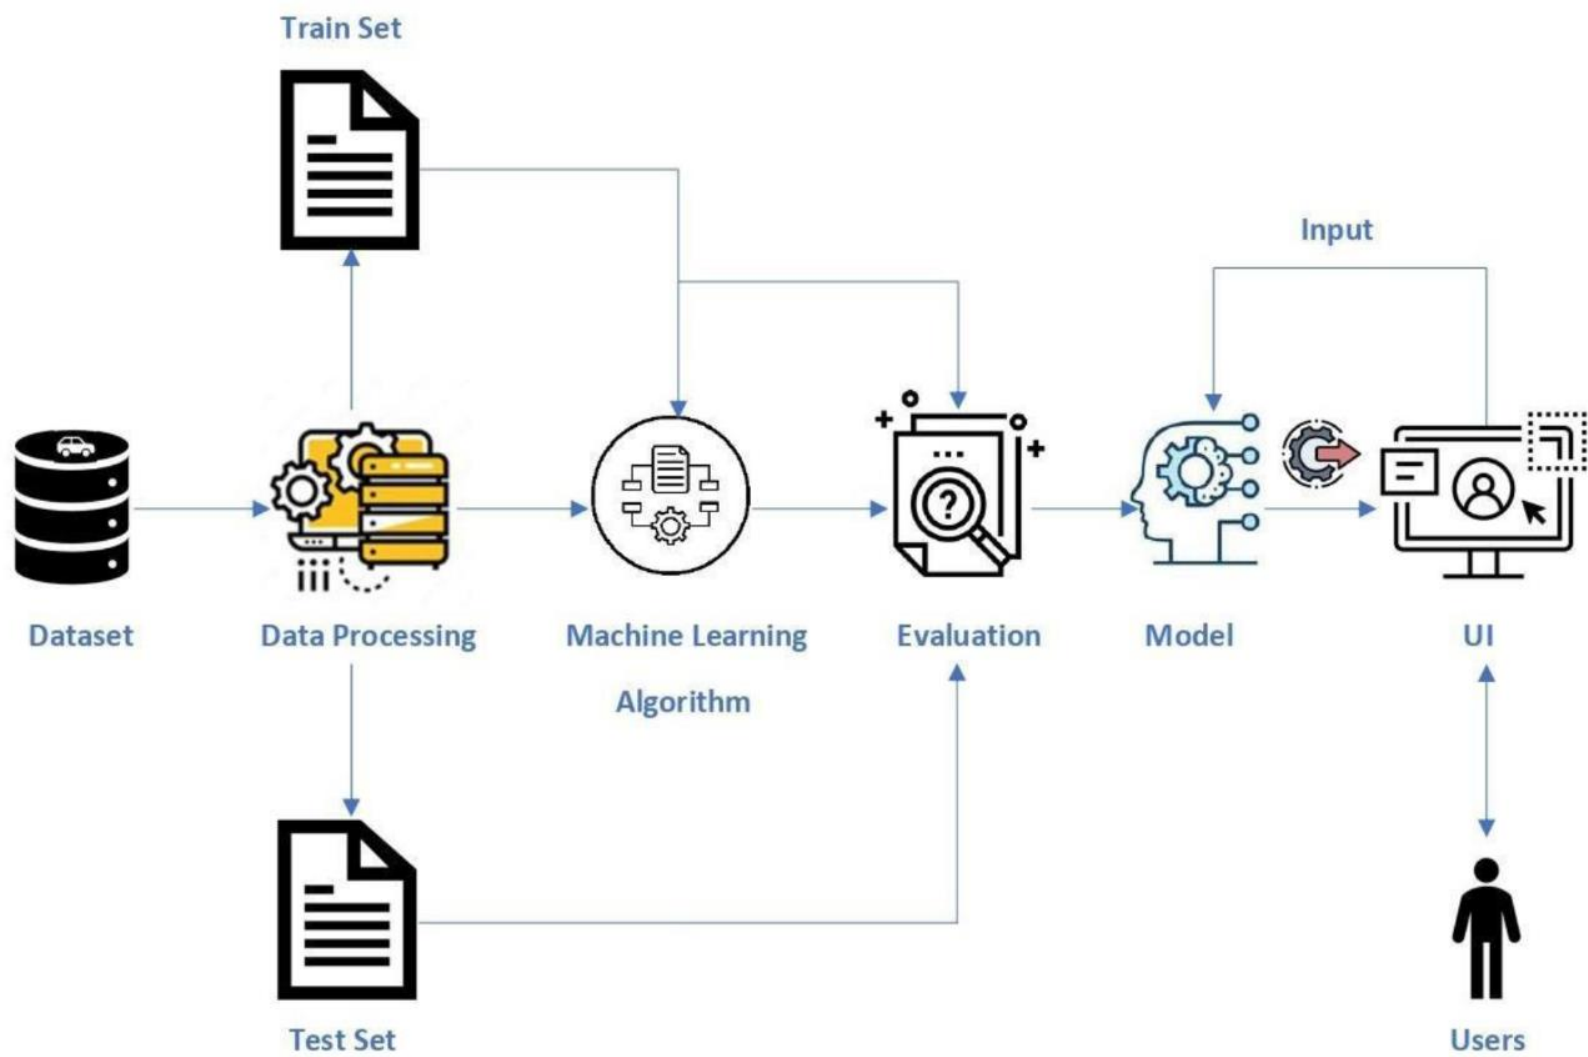 Train Set
Input
Dataset
Data Processing
Machine Learning
Algorithm
Evaluation
Model
UI
Test Set
Users